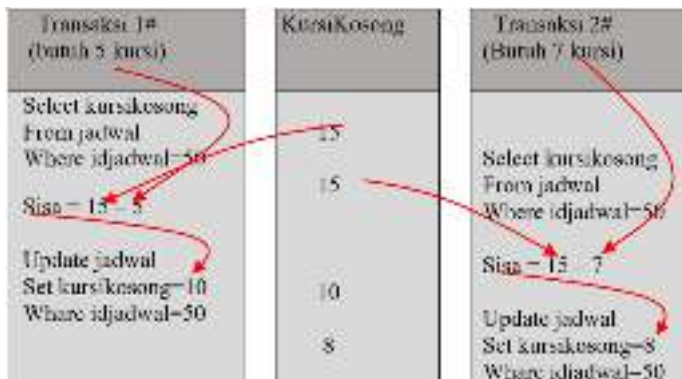 Transaksi 1#
(butuh 5 kursi)
Select kursikosong
From jadwal
Where idjadwal=50
Sisa = 15 - 5
Update jadwal
Set kursikosong=10
Whare idjadwal=50
KursiKosong
15
15
10
8
Transaksi 2#
(Butuh 7 kursi)
Select kursikosong
From jadwal
Where idjadwal=50
Sisa = 15 - 7
Update jadwal
Set kursikosong=8
Whare idjadwal=50